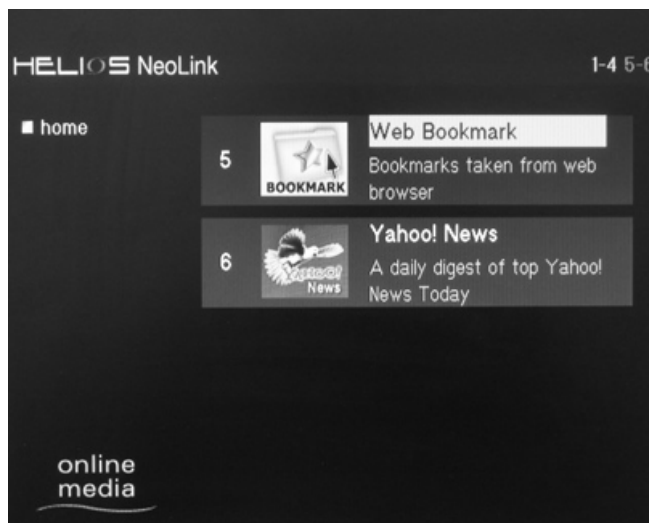 HELIOS NeoLink
1-4 5-6
home
5
BOOKMARK
Web Bookmark
Bookmarks taken from web
browser
6
YAHOO!
News
Yahoo! News
A daily digest of top Yahoo!
News Today
online
media